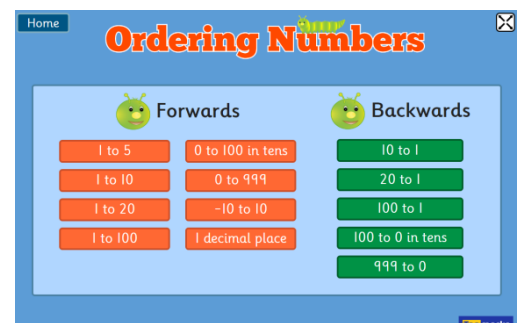 Home
Ordering Numbers
Forwards
Backwards
1 to 5
0 to 100 in tens
10 to 1
1 to 10
0 to 999
20 to 1
1 to 20
-10 to 10
100 to 1
1 to 100
1 decimal place
100 to 0 in tens
999 to 0